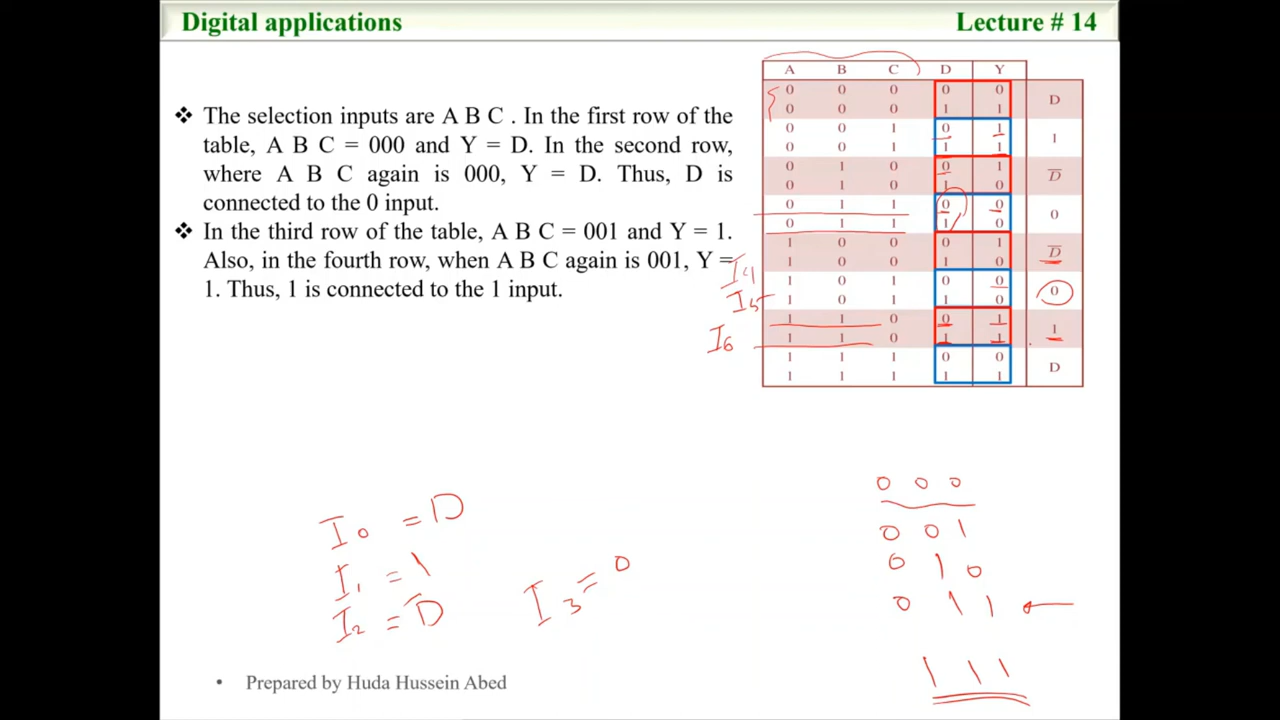 Digital applications
Lecture # 14
❖ The selection inputs are A B C . In the first row of the
table, A B C = 000 and Y = D. In the second row,
where A B C again is 000, Y = D. Thus, D is
connected to the 0 input.
❖ In the third row of the table, A B C = 001 and Y = 1.
Also, in the fourth row, when A B C again is 001, Y =
1. Thus, 1 is connected to the 1 input.
A B C D Y
0 0 0 0 0
D
0 0 0 1 1
0 0 1 0 1
1
0 0 1 1 1
0 1 0 0 1
D̅
0 1 0 1 0
0 1 1 0 0
0
0 1 1 1 0
1 0 0 0 1
D̅
1 0 0 1 0
I4
1 0 1 0 0
0
I5
1 0 1 1 0
1 1 0 0 1
1
I6
1 1 0 1 1
1 1 1 0 0
D
1 1 1 1 1
I0 = D
I1 = 1
I2 = D̅
I3 = 0
0 0 0
0 0 1
0 1 0
0 1 1 ←
1 1 1
• Prepared by Huda Hussein Abed